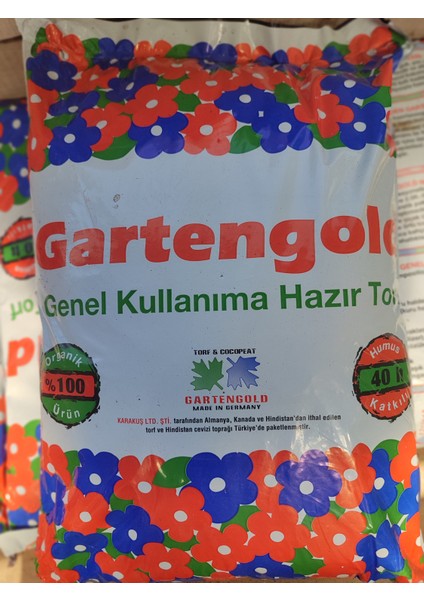 Gartengold
Genel Kullanıma Hazır To
TORF & COCOPEAT
GARTENGOLD
MADE IN GERMANY
Organik
%100
Ürün
Humus
40 lt
Katkılı
KARAKUŞ LTD. ŞTİ. tarafından Almanya, Kanada ve Hindistan'dan ithal edilen
torf ve Hindistan cevizi toprağı Türkiye'de paketlenmiştir.